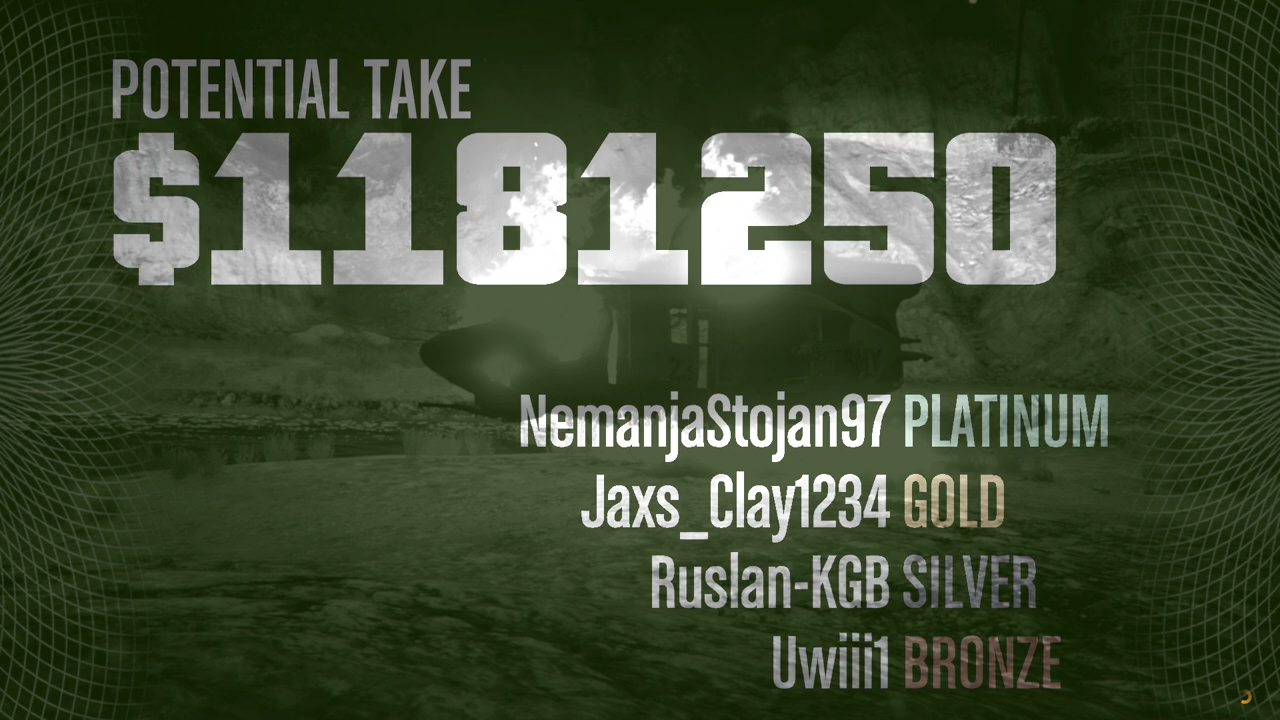 POTENTIAL TAKE
$1181250
NemanjaStojan97 PLATINUM
Jaxs_Clay1234 GOLD
Ruslan-KGB SILVER
Uwiii1 BRONZE